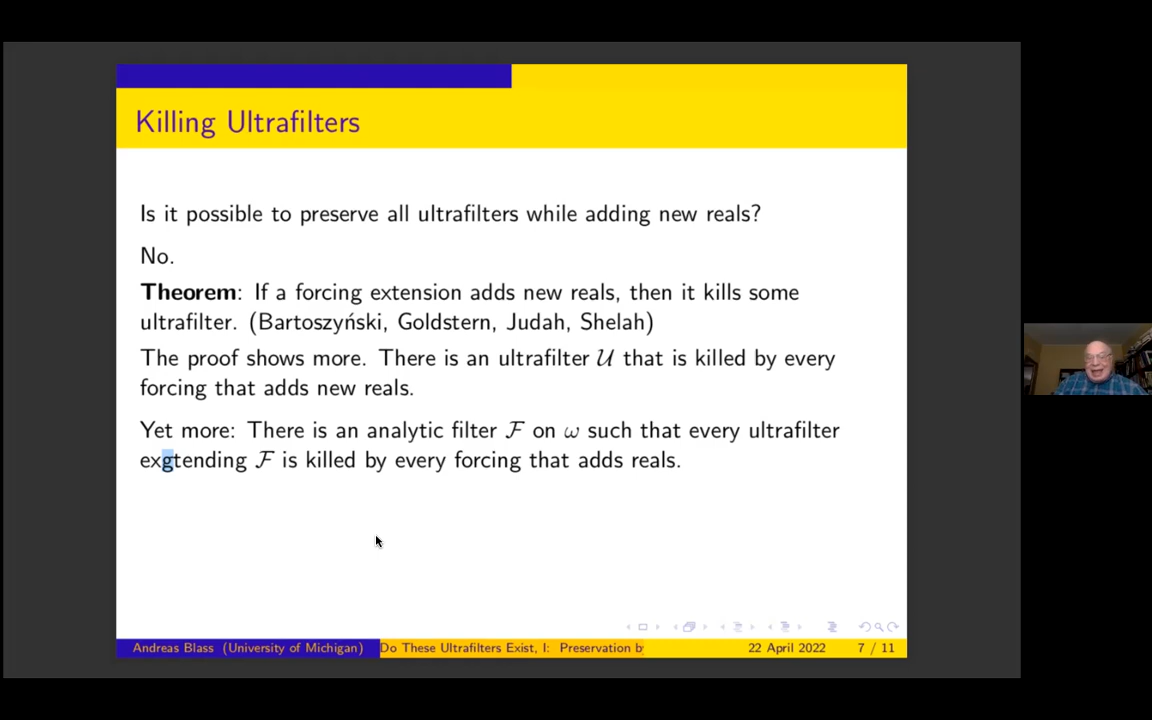 Killing Ultrafilters
Is it possible to preserve all ultrafilters while adding new reals?
No.
Theorem: If a forcing extension adds new reals, then it kills some
ultrafilter. (Bartoszyński, Goldstern, Judah, Shelah)
The proof shows more. There is an ultrafilter 𝒰 that is killed by every
forcing that adds new reals.
Yet more: There is an analytic filter ℱ on ω such that every ultrafilter
exgtending ℱ is killed by every forcing that adds reals.
Andreas Blass (University of Michigan) Do These Ultrafilters Exist, I: Preservation b 22 April 2022 7 / 11